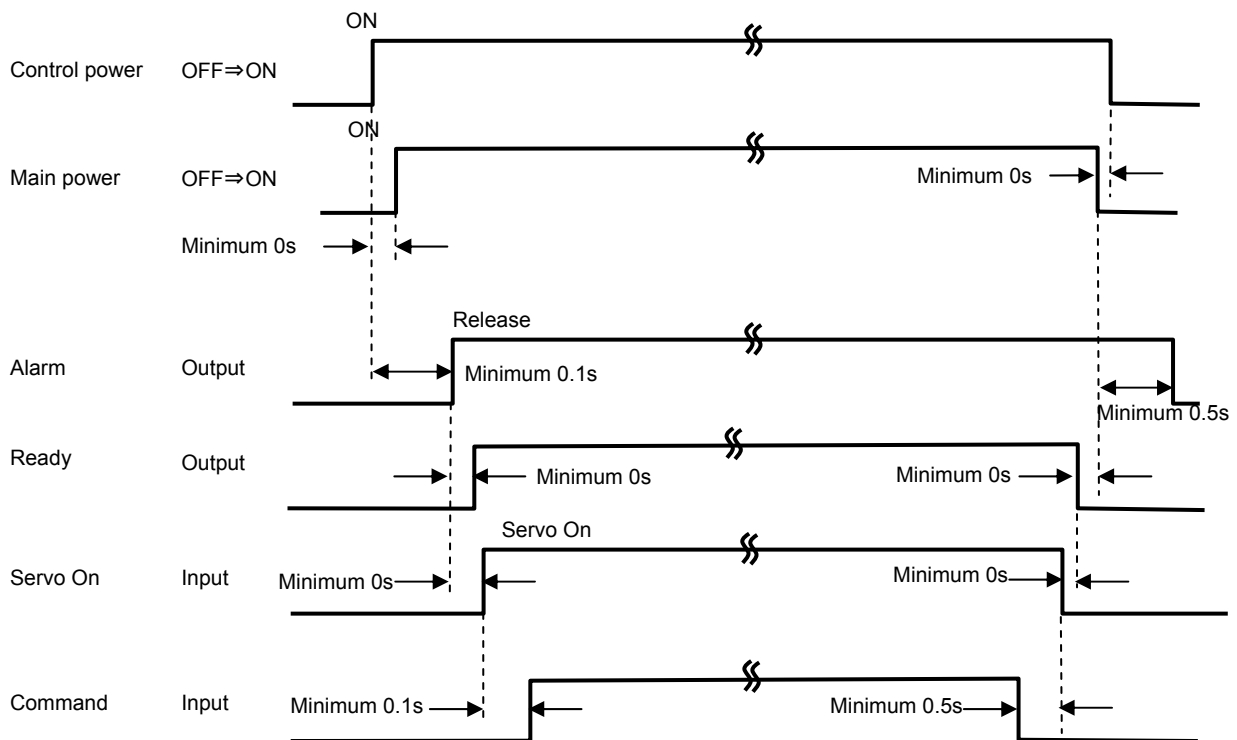 ON
Control power OFF⇒ON
ON
Main power OFF⇒ON Minimum 0s
Minimum 0s
Release
Alarm Output Minimum 0.1s
Minimum 0.5s
Ready Output Minimum 0s Minimum 0s
Servo On
Servo On Input Minimum 0s Minimum 0s
Command Input Minimum 0.1s Minimum 0.5s